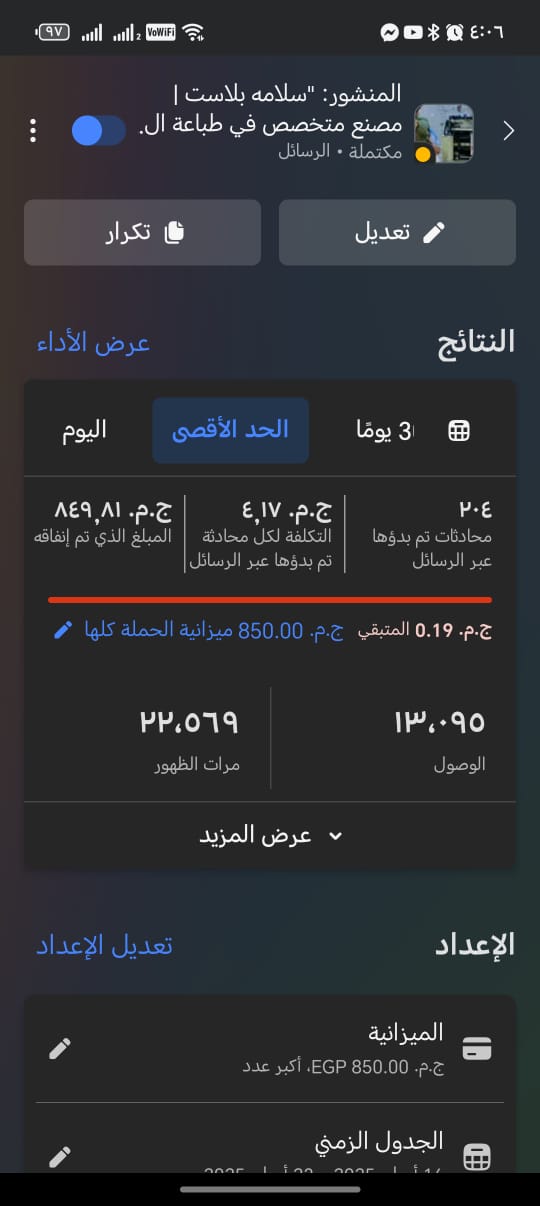 ٩٧
2
VoWiFi
٤:٠٦
المنشور: "سلامه بلاست |
مصنع متخصص في طباعة ال.
مكتملة • الرسائل
تعديل
تكرار
النتائج
عرض الأداء
3 يومًا
الحد الأقصى
اليوم
٢٠٤
محادثات تم بدؤها
عبر الرسائل
ج.م. ٤,١٧
التكلفة لكل محادثة
تم بدؤها عبر الرسائل
ج.م. ٨٤٩,٨١
المبلغ الذي تم إنفاقه
ج.م. 0.19 المتبقي
ج.م. 850.00 ميزانية الحملة كلها
١٣,٠٩٥
الوصول
٢٢,٥٦٩
مرات الظهور
عرض المزيد
الإعداد
تعديل الإعداد
الميزانية
ج.م. EGP 850.00، أكبر عدد
الجدول الزمني